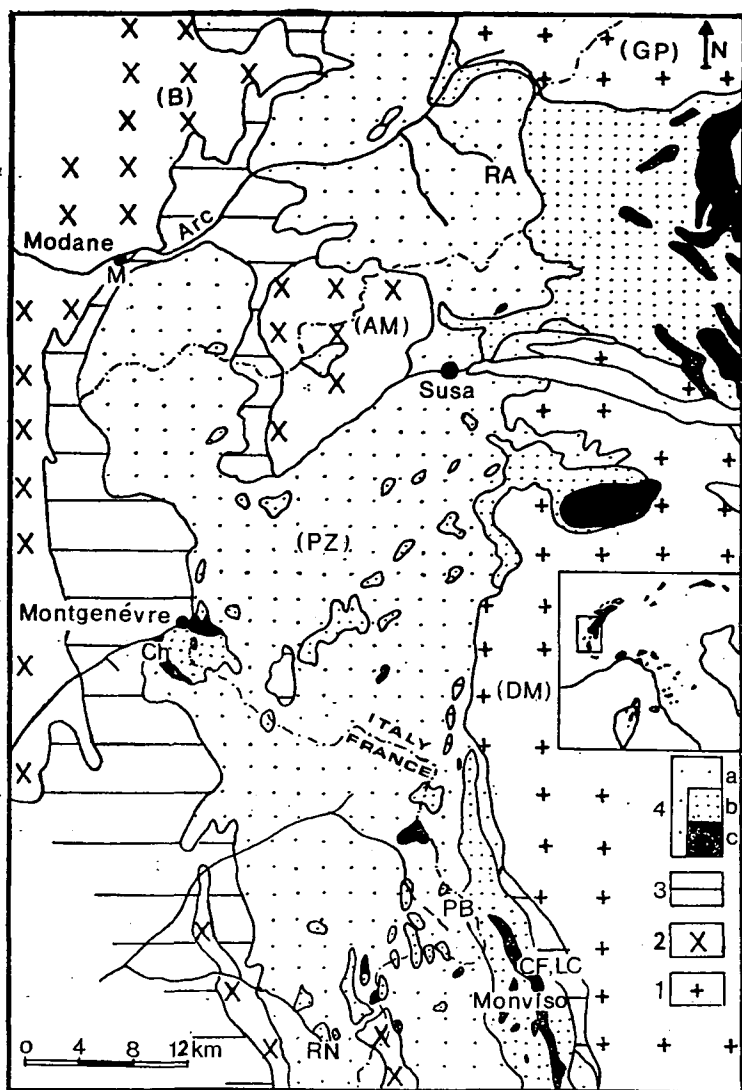 (GP)
N
(B)
RA
Arc
Modane
M
(AM)
Susa
(PZ)
Montgenévre
Ch
(DM)
ITALY
FRANCE
a
4
b
c
3
PB
2
X
CF,LC
Monviso
1
+
0 4 8 12 km
RN